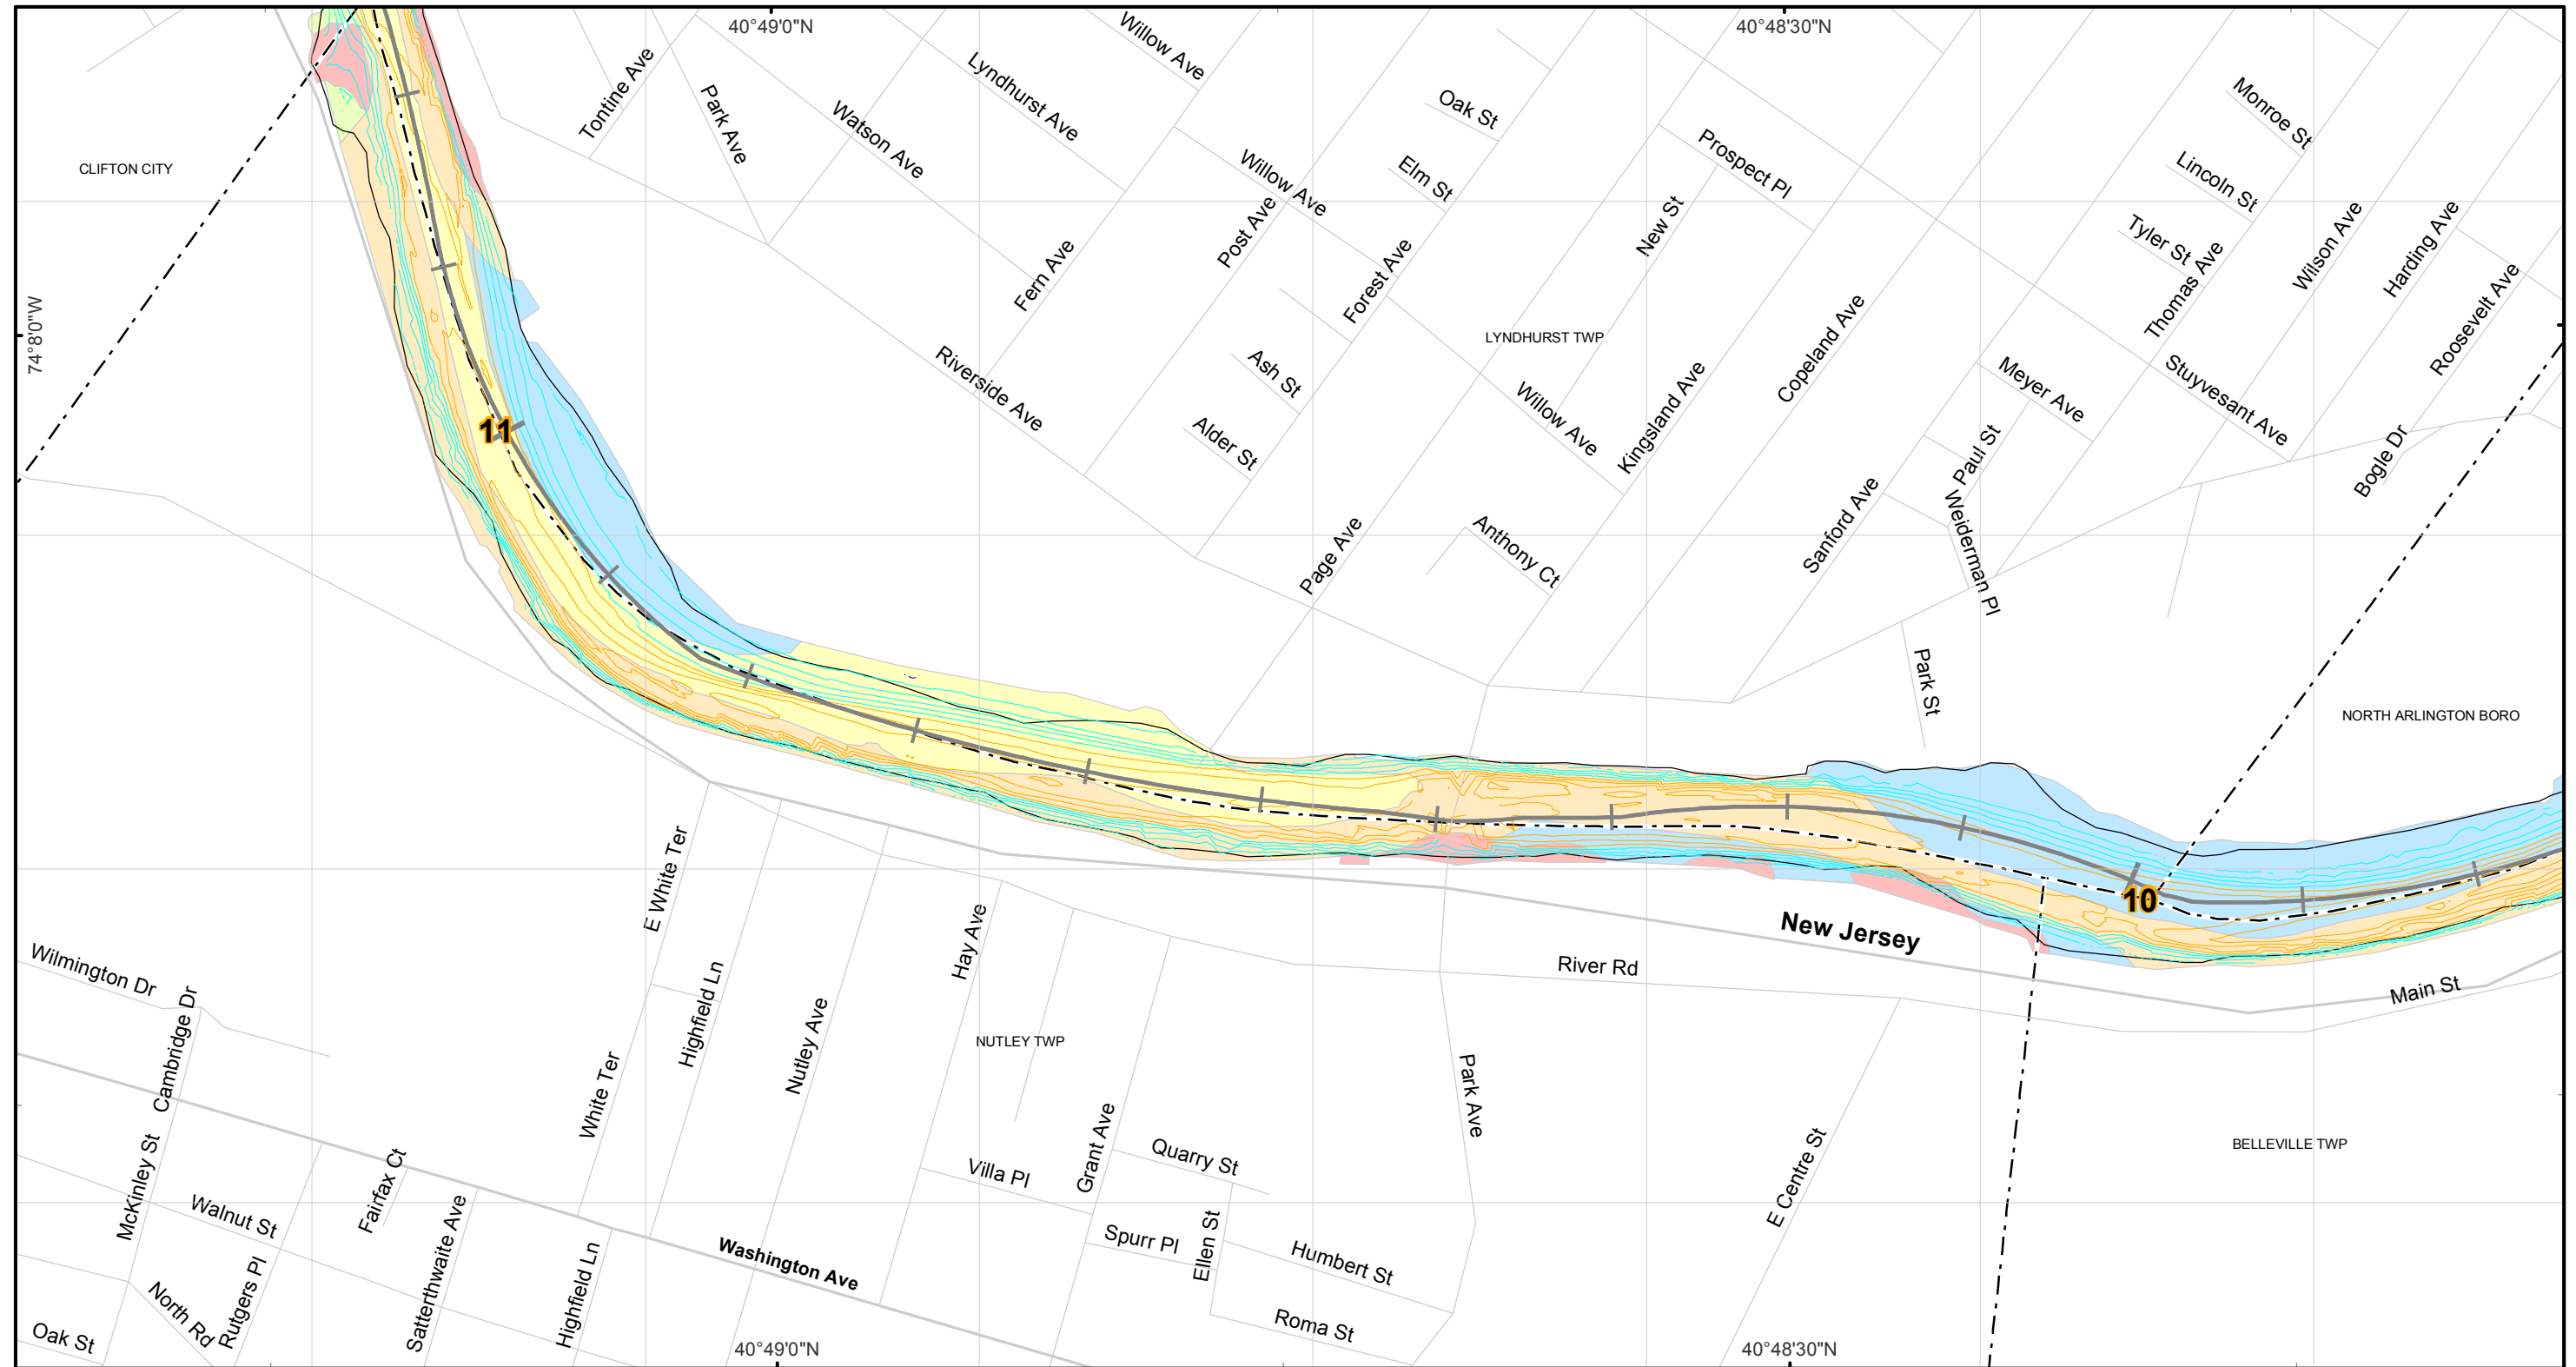 40°49'0"N
40°48'30"N
Willow Ave
Tontine Ave
Park Ave
Lyndhurst Ave
Watson Ave
Oak St
Monroe St
CLIFTON CITY
Willow Ave
Elm St
Prospect Pl
Lincoln St
Post Ave
New St
Tyler St
Wilson Ave
Harding Ave
Fern Ave
Forest Ave
Thomas Ave
Roosevelt Ave
74°8'0"W
LYNDHURST TWP
Copeland Ave
Riverside Ave
Ash St
Willow Ave
Kingsland Ave
Meyer Ave
Stuyvesant Ave
11
Alder St
Paul St
Bogle Dr
Page Ave
Anthony Ct
Sanford Ave
Weiderman Pl
Park St
NORTH ARLINGTON BORO
E White Ter
10
New Jersey
Hay Ave
River Rd
Main St
Wilmington Dr
Cambridge Dr
Highfield Ln
Nutley Ave
NUTLEY TWP
White Ter
Park Ave
McKinley St
Fairfax Ct
Grant Ave
Quarry St
E Centre St
BELLEVILLE TWP
Villa Pl
Walnut St
Satterthwaite Ave
Spurr Pl
Ellen St
Humbert St
Washington Ave
North Rd
Rutgers Pl
Highfield Ln
Oak St
Roma St
40°49'0"N
40°48'30"N